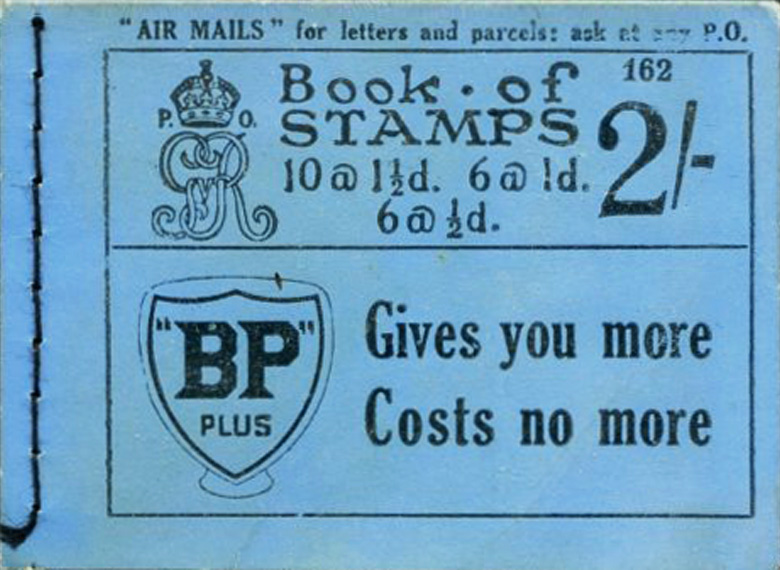 "AIR MAILS" for letters and parcels: ask at any P.O.
162
P. O.
Book · of
STAMPS
2/-
10 @ 1½d. 6 @ 1d.
6 @ ½d.
GR
"BP"
PLUS
Gives you more
Costs no more